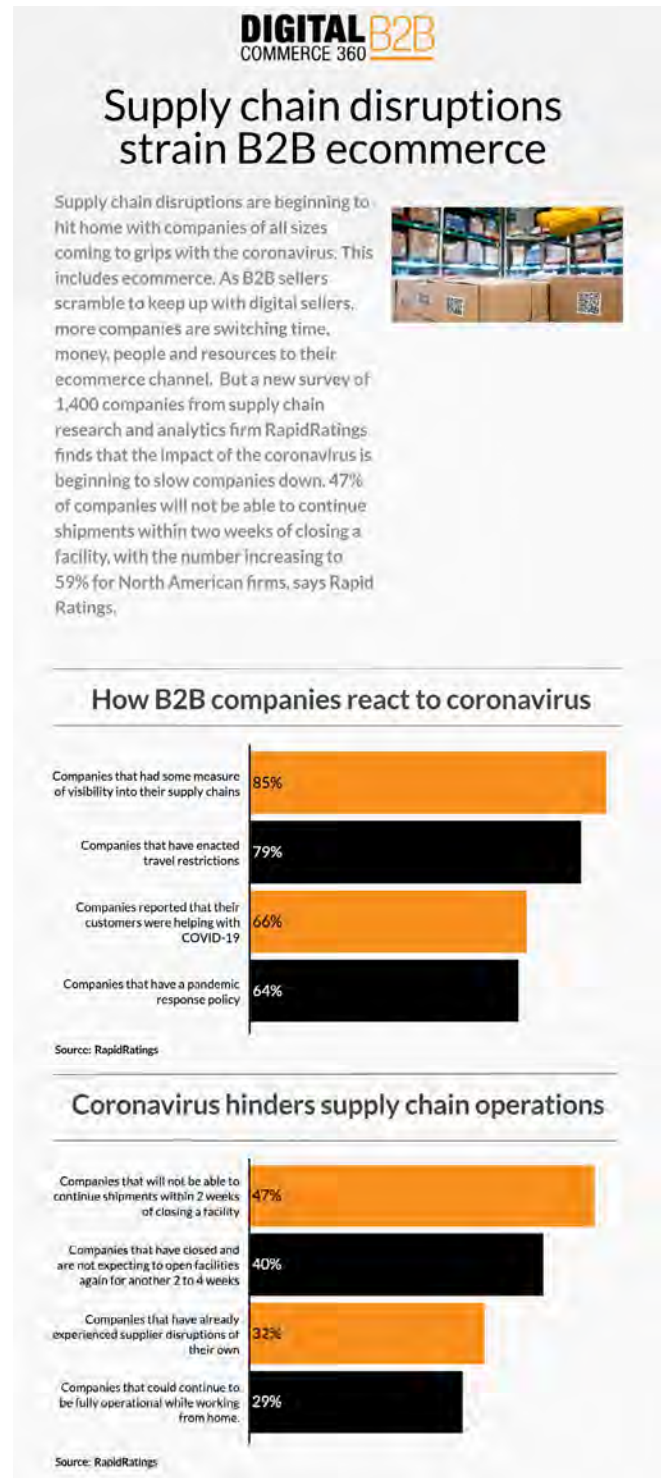 DIGITAL B2B
COMMERCE 360
Supply chain disruptions
strain B2B ecommerce
Supply chain disruptions are beginning to
hit home with companies of all sizes
coming to grips with the coronavirus. This
includes ecommerce. As B2B sellers
scramble to keep up with digital sellers,
more companies are switching time,
money, people and resources to their
ecommerce channel. But a new survey of
1,400 companies from supply chain
research and analytics firm RapidRatings
finds that the impact of the coronavirus is
beginning to slow companies down. 47%
of companies will not be able to continue
shipments within two weeks of closing a
facility, with the number increasing to
59% for North American firms, says Rapid
Ratings.
How B2B companies react to coronavirus
Companies that had some measure
of visibility into their supply chains
85%
Companies that have enacted
travel restrictions
79%
Companies reported that their
customers were helping with
COVID-19
66%
Companies that have a pandemic
response policy
64%
Source: RapidRatings
Coronavirus hinders supply chain operations
Companies that will not be able to
continue shipments within 2 weeks
of closing a facility
47%
Companies that have closed and
are not expecting to open facilities
again for another 2 to 4 weeks
40%
Companies that have already
experienced supplier disruptions of
their own
32%
Companies that could continue to
be fully operational while working
from home.
29%
Source: RapidRatings